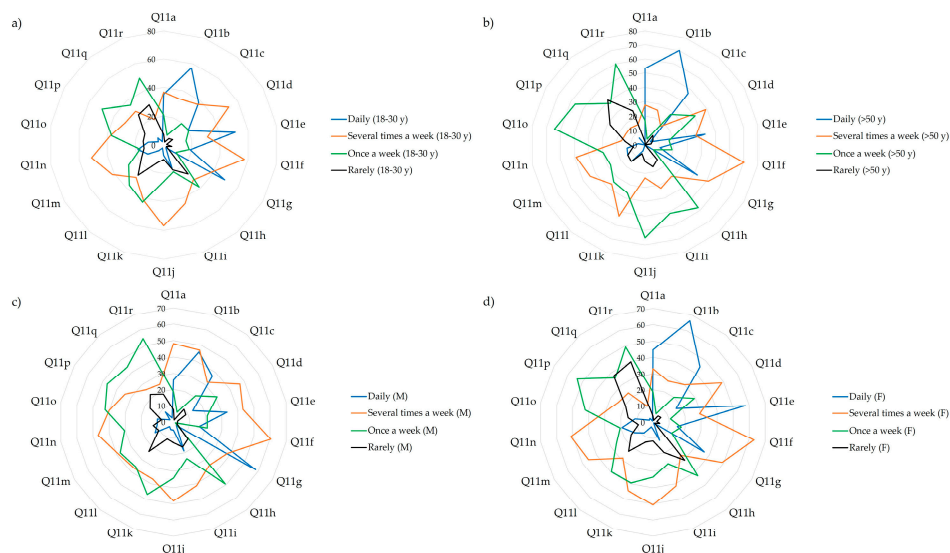 a)
Q11a
Q11b
Q11c
Q11d
Q11e
Q11f
Q11g
Q11h
Q11i
Q11j
Q11k
Q11l
Q11m
Q11n
Q11o
Q11p
Q11q
Q11r
80
60
40
20
0
Daily (18-30 y)
Several times a week (18-30 y)
Once a week (18-30 y)
Rarely (18-30 y)
b)
Q11a
Q11b
Q11c
Q11d
Q11e
Q11f
Q11g
Q11h
Q11i
Q11j
Q11k
Q11l
Q11m
Q11n
Q11o
Q11p
Q11q
Q11r
80
70
60
50
40
30
20
10
0
Daily (>50 y)
Several times a week (>50 y)
Once a week (>50 y)
Rarely (>50 y)
c)
Q11a
Q11b
Q11c
Q11d
Q11e
Q11f
Q11g
Q11h
Q11i
Q11j
Q11k
Q11l
Q11m
Q11n
Q11o
Q11p
Q11q
Q11r
70
60
50
40
30
20
10
0
Daily (M)
Several times a week (M)
Once a week (M)
Rarely (M)
d)
Q11a
Q11b
Q11c
Q11d
Q11e
Q11f
Q11g
Q11h
Q11i
Q11j
Q11k
Q11l
Q11m
Q11n
Q11o
Q11p
Q11q
Q11r
70
60
50
40
30
20
10
0
Daily (F)
Several times a week (F)
Once a week (F)
Rarely (F)